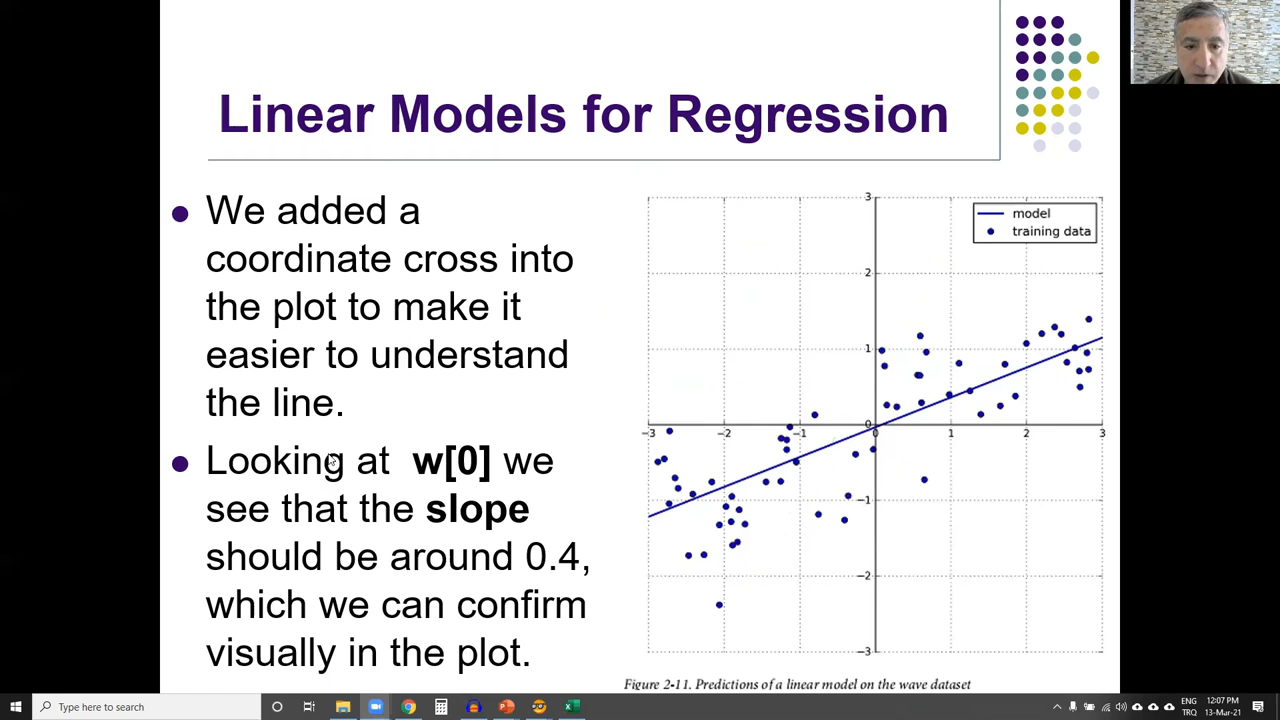 Linear Models for Regression
We added a
coordinate cross into
the plot to make it
easier to understand
the line.
Looking at w[0] we
see that the slope
should be around 0.4,
which we can confirm
visually in the plot.
3
model
training data
2
1
0
−3 −2 −1 0 1 2 3
−1
−2
−3
Figure 2-11. Predictions of a linear model on the wave dataset
Type here to search
ENG
TRQ
12:07 PM
13-Mar-21